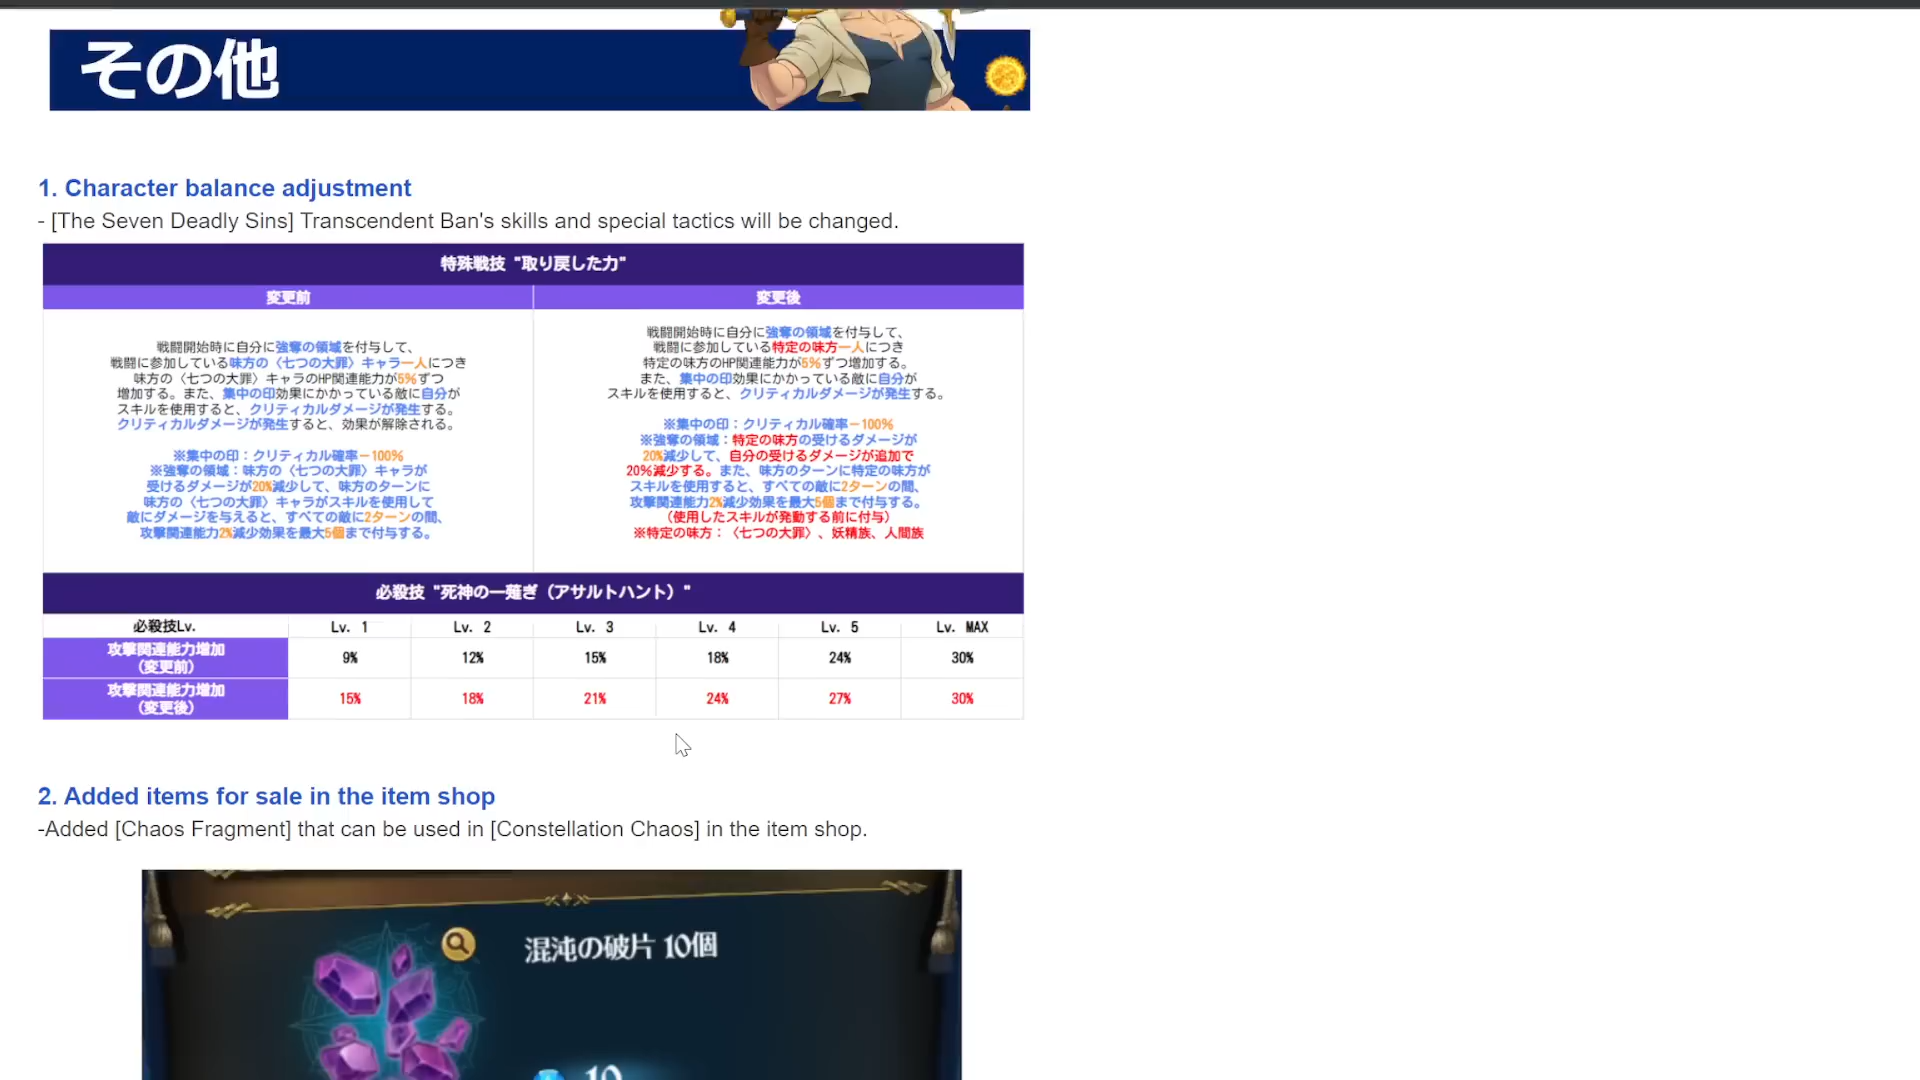 その他
1. Character balance adjustment
- [The Seven Deadly Sins] Transcendent Ban's skills and special tactics will be changed.
特殊戦技 "取り戻した力"
変更前
変更後
戦闘開始時に自分に強奪の領域を付与して、
戦闘に参加している味方の〈七つの大罪〉キャラ一人につき
味方の〈七つの大罪〉キャラのHP関連能力が5%ずつ
増加する。また、集中の印効果にかかっている敵に自分が
スキルを使用すると、クリティカルダメージが発生する。
クリティカルダメージが発生すると、効果が解除される。
※集中の印：クリティカル確率－100%
※強奪の領域：味方の〈七つの大罪〉キャラが
受けるダメージが20%減少して、味方のターンに
味方の〈七つの大罪〉キャラがスキルを使用して
敵にダメージを与えると、すべての敵に2ターンの間、
攻撃関連能力2%減少効果を最大5個まで付与する。
戦闘開始時に自分に強奪の領域を付与して、
戦闘に参加している特定の味方一人につき
特定の味方のHP関連能力が5%ずつ増加する。
また、集中の印効果にかかっている敵に自分が
スキルを使用すると、クリティカルダメージが発生する。
※集中の印：クリティカル確率－100%
※強奪の領域：特定の味方の受けるダメージが
20%減少して、自分の受けるダメージが追加で
20%減少する。また、味方のターンに特定の味方が
スキルを使用すると、すべての敵に2ターンの間、
攻撃関連能力2%減少効果を最大5個まで付与する。
（使用したスキルが発動する前に付与）
※特定の味方：〈七つの大罪〉、妖精族、人間族
必殺技 "死神の一薙ぎ（アサルトハント）"
必殺技Lv. Lv. 1 Lv. 2 Lv. 3 Lv. 4 Lv. 5 Lv. MAX
攻撃関連能力増加
（変更前）
9% 12% 15% 18% 24% 30%
攻撃関連能力増加
（変更後）
15% 18% 21% 24% 27% 30%
2. Added items for sale in the item shop
-Added [Chaos Fragment] that can be used in [Constellation Chaos] in the item shop.
混沌の破片 10個
10